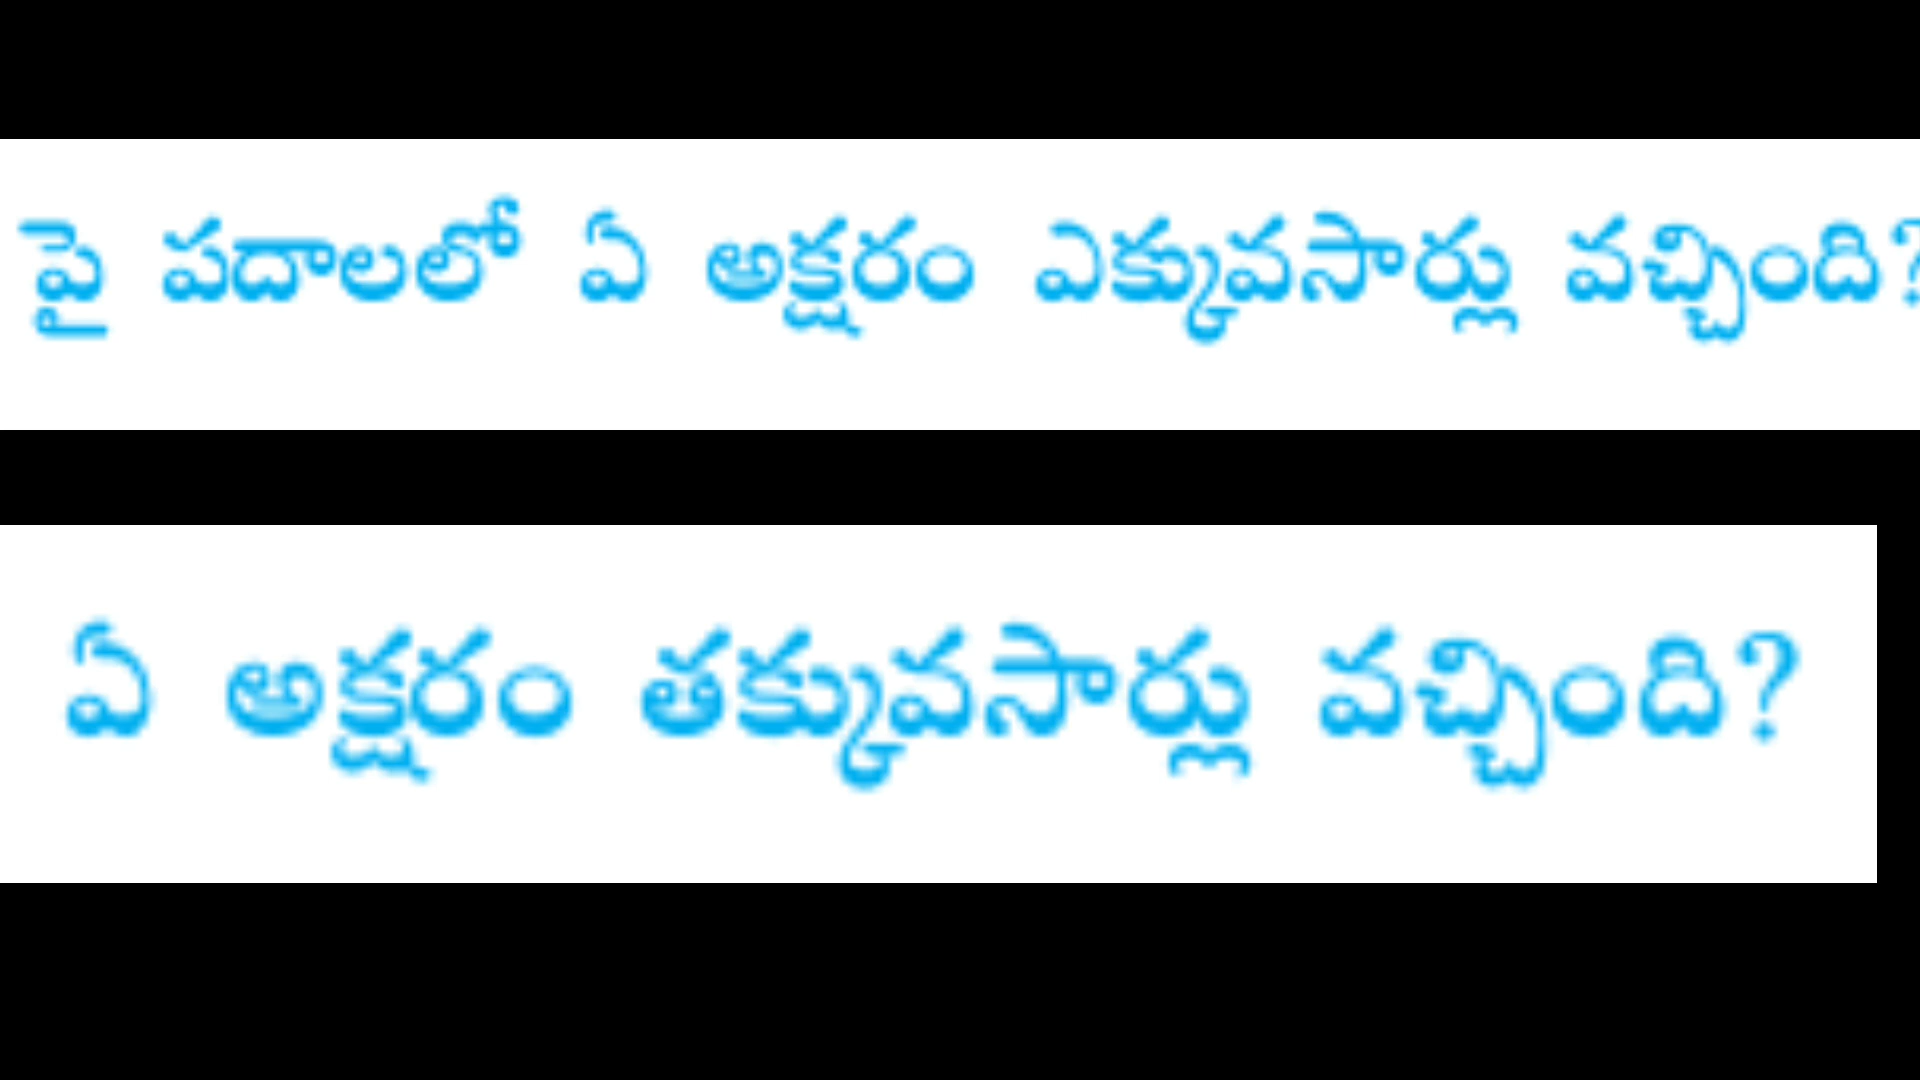 పై పదాలలో ఏ అక్షరం ఎక్కువసార్లు వచ్చింది?
ఏ అక్షరం తక్కువసార్లు వచ్చింది?